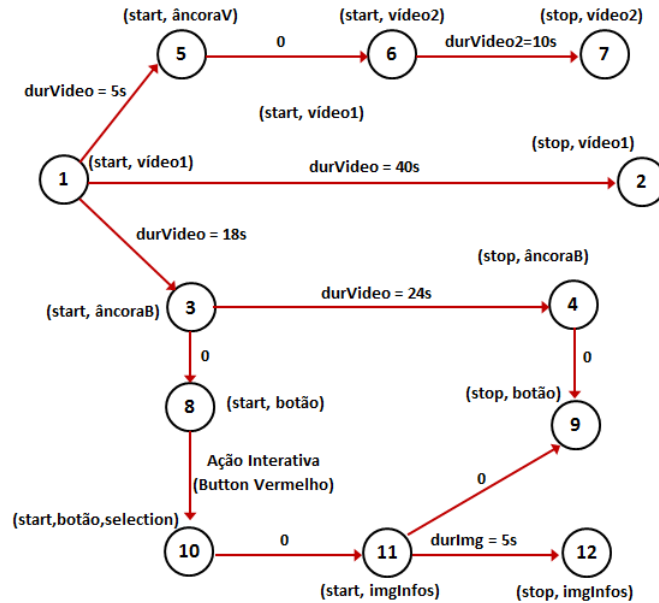 (start, âncoraV)
(start, vídeo2)
(stop, vídeo2)
5
0
6
durVideo2=10s
7
durVideo = 5s
(start, vídeo1)
(start, vídeo1)
(stop, vídeo1)
1
durVideo = 40s
2
durVideo = 18s
(stop, âncoraB)
(start, âncoraB)
3
durVideo = 24s
4
0
0
8
(start, botão)
(stop, botão)
9
Ação Interativa
(Button Vermelho)
0
(start,botão,selection)
10
0
11
durImg = 5s
12
(start, imgInfos)
(stop, imgInfos)